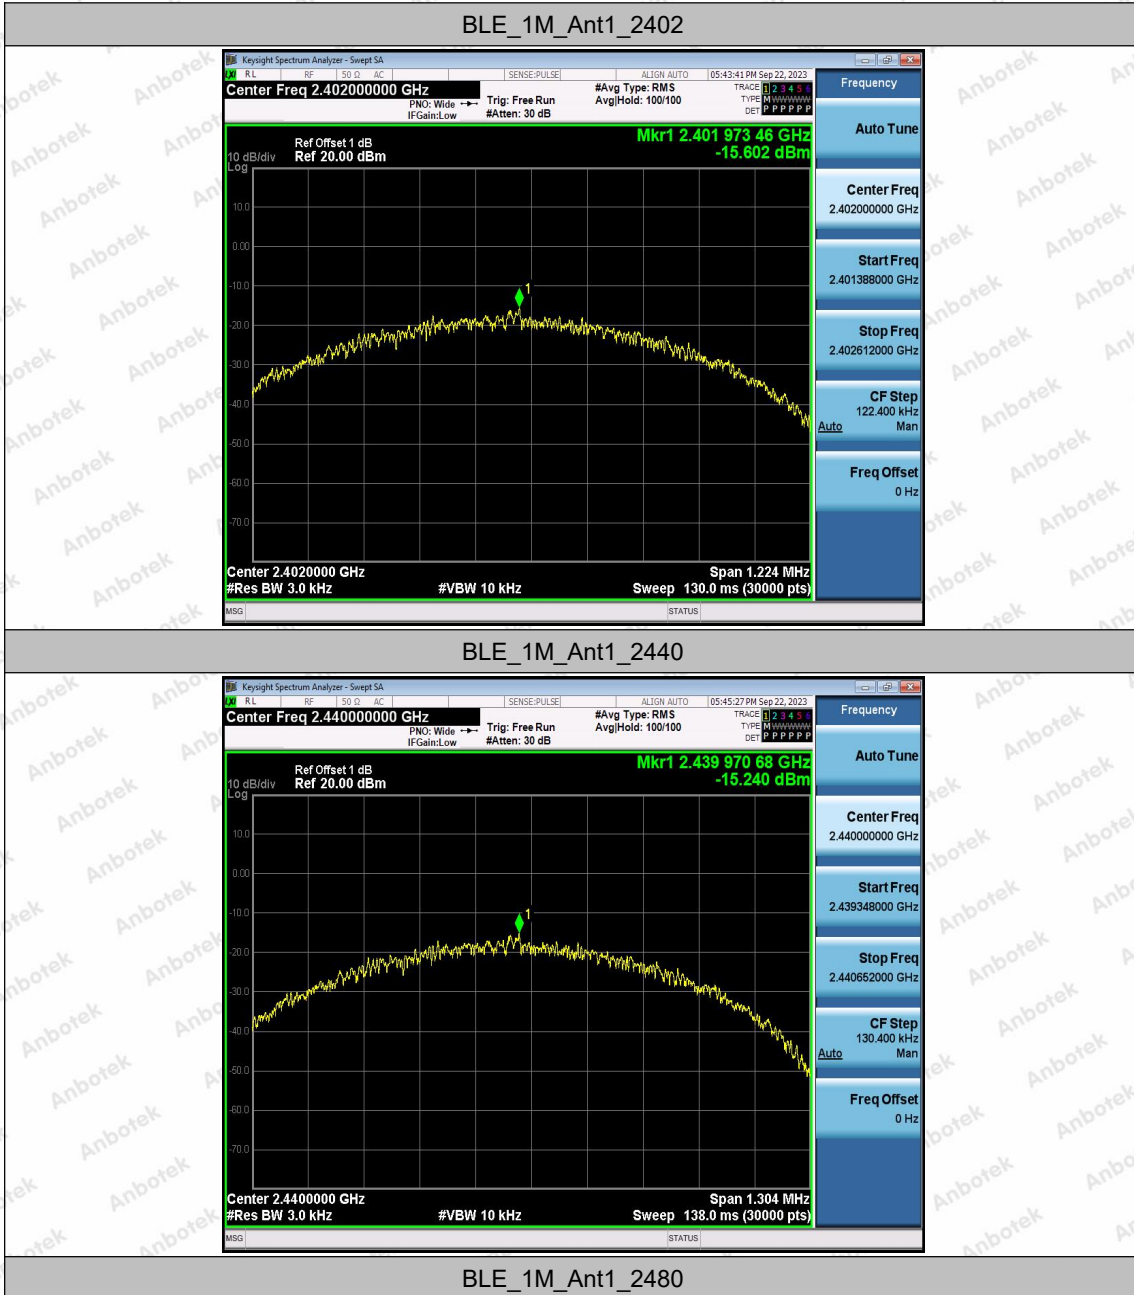 BLE_1M_Ant1_2402
Keysight Spectrum Analyzer - Swept SA
LXI RL RF 50 Ω AC SENSE:PULSE ALIGN AUTO 05:43:41 PM Sep 22, 2023
Center Freq 2.402000000 GHz
PNO: Wide
IFGain:Low
Trig: Free Run
#Atten: 30 dB
#Avg Type: RMS
Avg|Hold: 100/100
TRACE 1 2 3 4 5 6
TYPE M W W W W W
DET P P P P P P
Frequency
Mkr1 2.401 973 46 GHz
-15.602 dBm
Ref Offset 1 dB
10 dB/div Ref 20.00 dBm
Log
10.0
0.00
-10.0
-20.0
-30.0
-40.0
-50.0
-60.0
-70.0
1
Center 2.4020000 GHz Span 1.224 MHz
#Res BW 3.0 kHz #VBW 10 kHz Sweep 130.0 ms (30000 pts)
MSG STATUS
Auto Tune
Center Freq
2.402000000 GHz
Start Freq
2.401388000 GHz
Stop Freq
2.402612000 GHz
CF Step
122.400 kHz
Auto Man
Freq Offset
0 Hz
BLE_1M_Ant1_2440
Keysight Spectrum Analyzer - Swept SA
LXI RL RF 50 Ω AC SENSE:PULSE ALIGN AUTO 05:45:27 PM Sep 22, 2023
Center Freq 2.440000000 GHz
PNO: Wide
IFGain:Low
Trig: Free Run
#Atten: 30 dB
#Avg Type: RMS
Avg|Hold: 100/100
TRACE 1 2 3 4 5 6
TYPE M W W W W W
DET P P P P P P
Frequency
Mkr1 2.439 970 68 GHz
-15.240 dBm
Ref Offset 1 dB
10 dB/div Ref 20.00 dBm
Log
10.0
0.00
-10.0
-20.0
-30.0
-40.0
-50.0
-60.0
-70.0
1
Center 2.4400000 GHz Span 1.304 MHz
#Res BW 3.0 kHz #VBW 10 kHz Sweep 138.0 ms (30000 pts)
MSG STATUS
Auto Tune
Center Freq
2.440000000 GHz
Start Freq
2.439348000 GHz
Stop Freq
2.440652000 GHz
CF Step
130.400 kHz
Auto Man
Freq Offset
0 Hz
BLE_1M_Ant1_2480